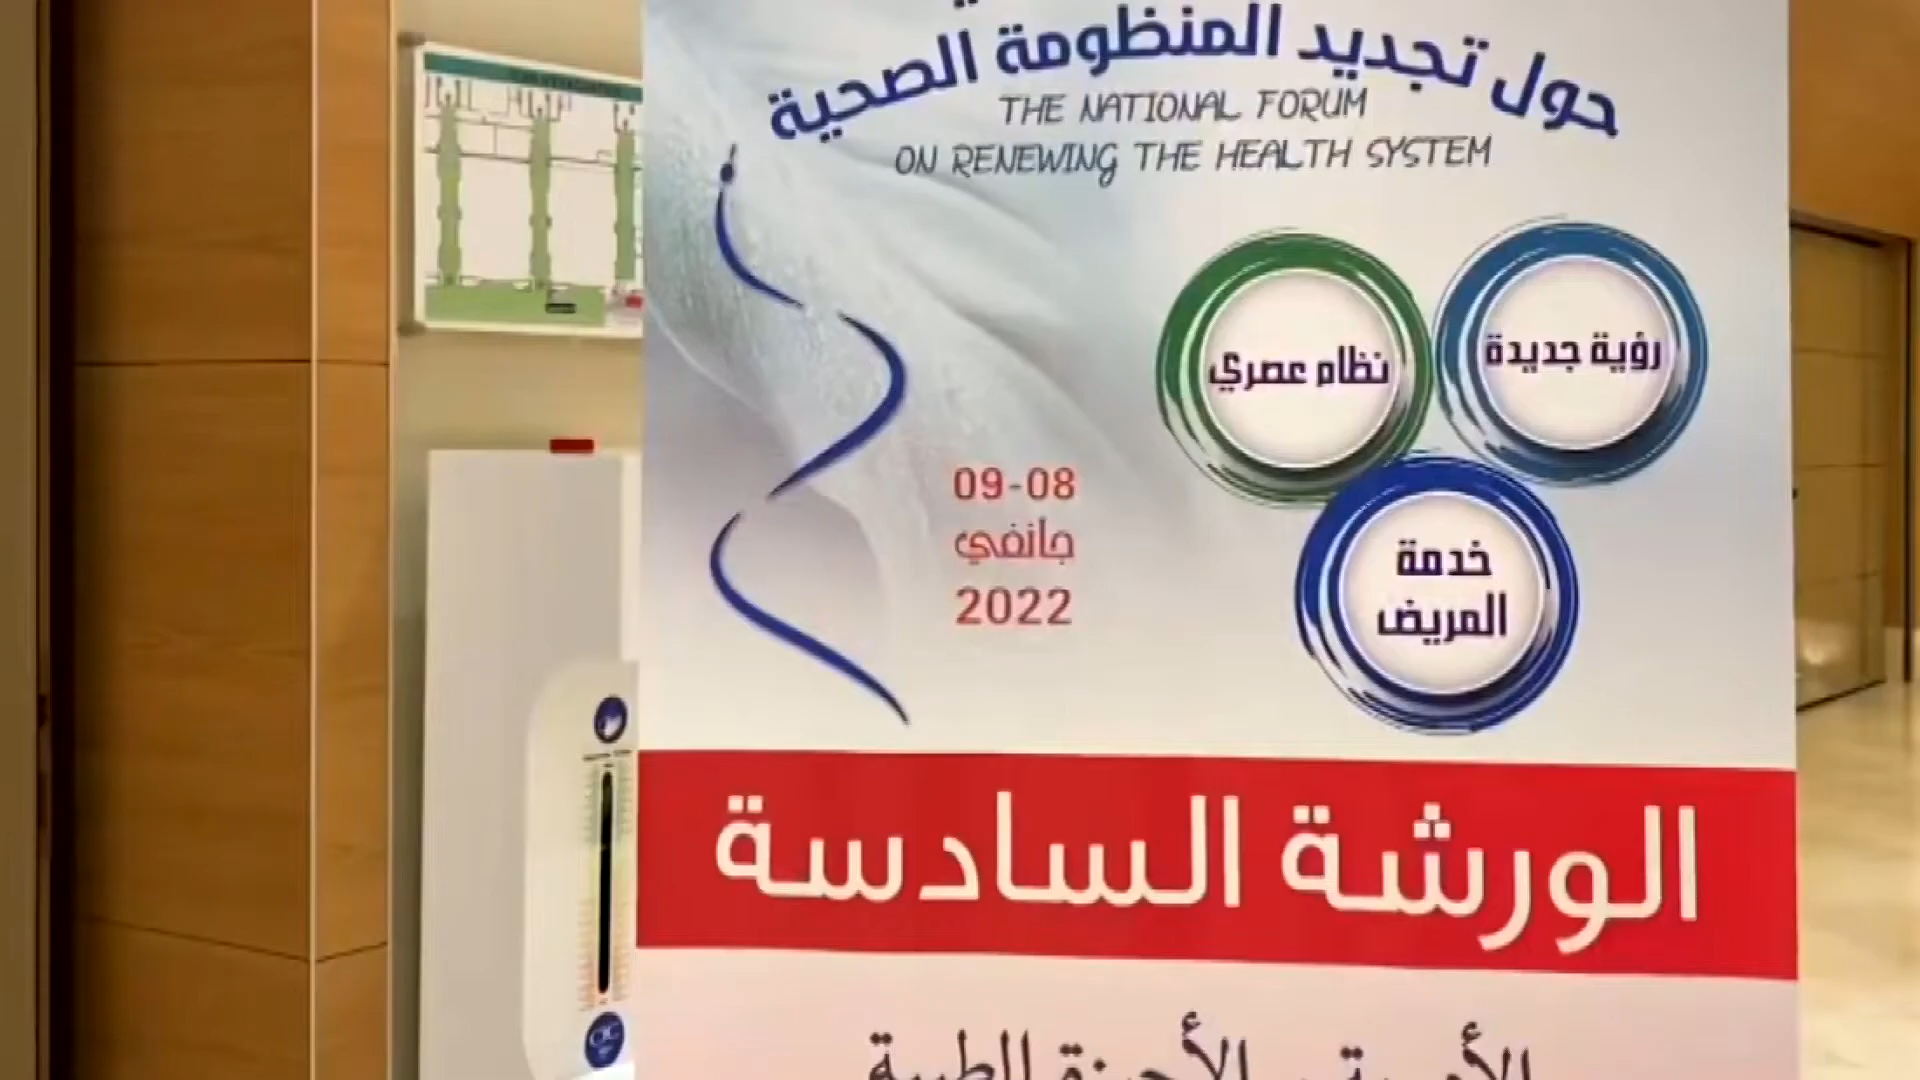 حول تجديد المنظومة الصحية
THE NATIONAL FORUM
ON RENEWING THE HEALTH SYSTEM
رؤية جديدة
نظام عصري
خدمة
المريض
09-08
جانفي
2022
الورشة السادسة